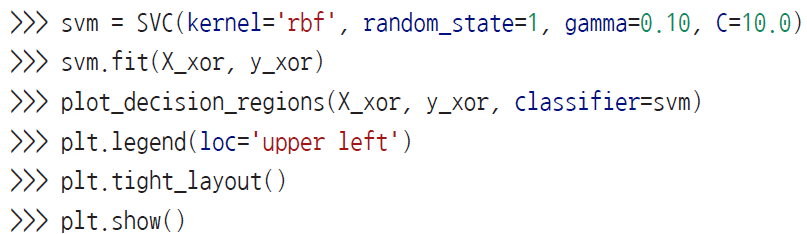 >>> svm = SVC(kernel='rbf', random_state=1, gamma=0.10, C=10.0)
>>> svm.fit(X_xor, y_xor)
>>> plot_decision_regions(X_xor, y_xor, classifier=svm)
>>> plt.legend(loc='upper left')
>>> plt.tight_layout()
>>> plt.show()